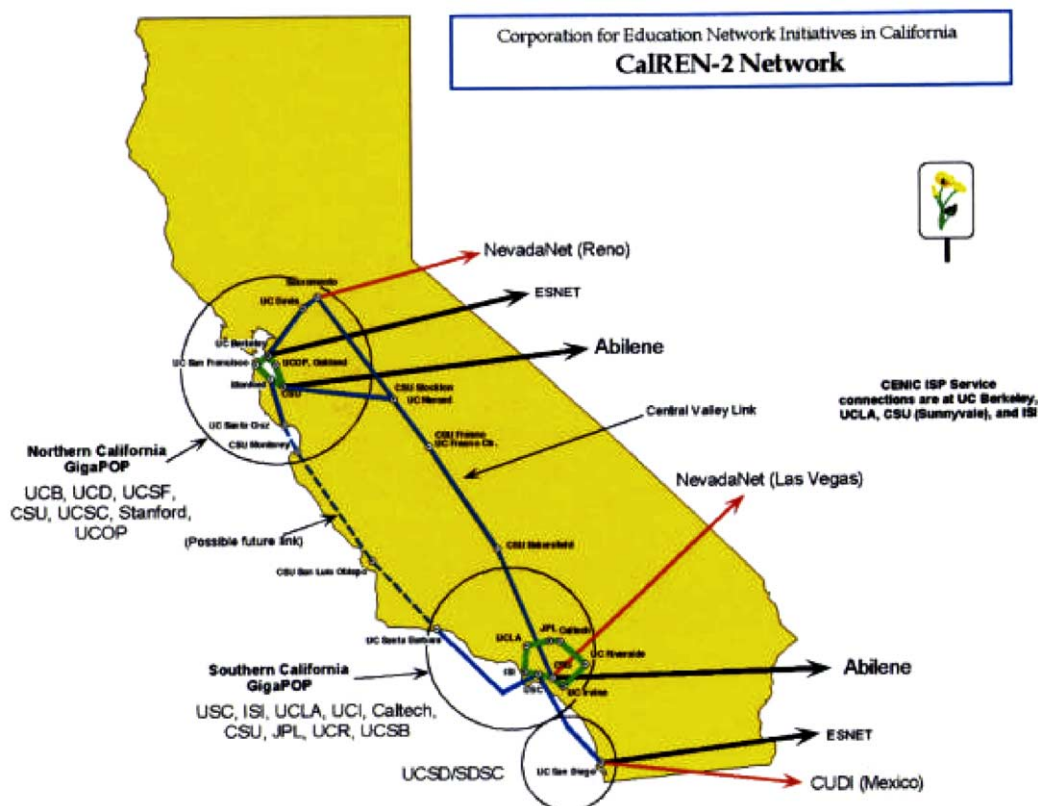 Corporation for Education Network Initiatives in California
CalREN-2 Network
NevadaNet (Reno)
Sacramento
ESNET
UC Davis
UC Berkeley
Abilene
UC San Francisco
UCOP, Oakland
Stanford
CSU
CSU Stockton
UC Merced
CENIC ISP Service
connections are at UC Berkeley,
UCLA, CSU (Sunnyvale), and ISI
Central Valley Link
UC Santa Cruz
CSU Monterey
CSU Fresno
UC Fresno Ctr.
Northern California
GigaPOP
UCB, UCD, UCSF,
CSU, UCSC, Stanford,
UCOP
NevadaNet (Las Vegas)
(Possible future link)
CSU Bakersfield
CSU San Luis Obispo
UC Santa Barbara
UCLA
JPL
Caltech
UC Riverside
CSU
ISI
USC
UC Irvine
Abilene
Southern California
GigaPOP
USC, ISI, UCLA, UCI, Caltech,
CSU, JPL, UCR, UCSB
ESNET
UCSD/SDSC
UC San Diego
CUDI (Mexico)